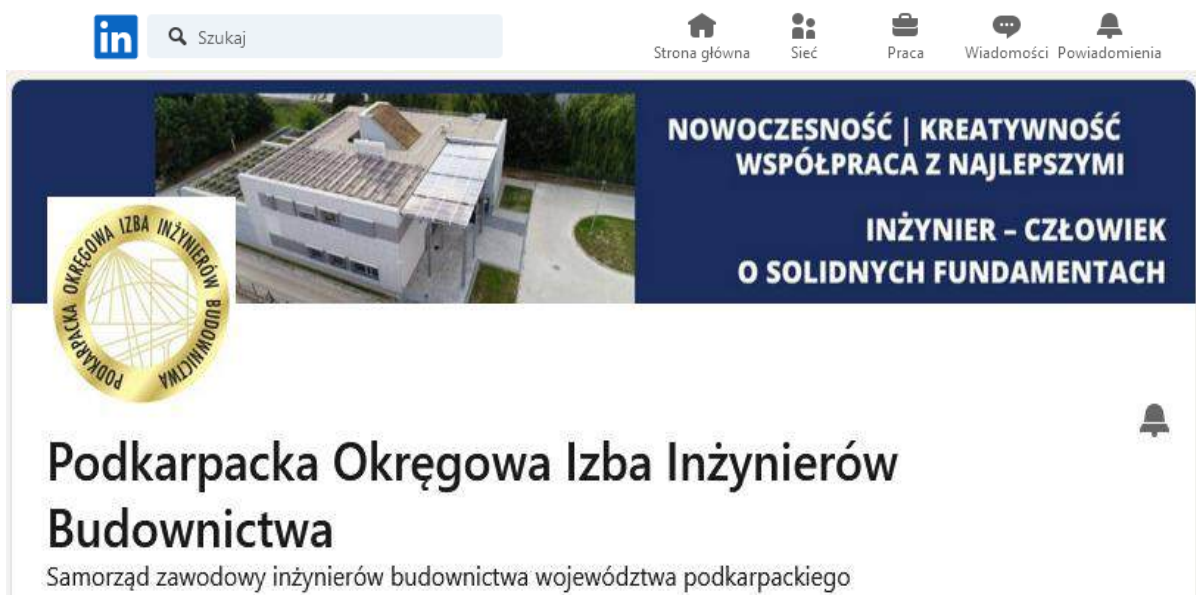 in
Szukaj
Strona główna
Sieć
Praca
Wiadomości
Powiadomienia
NOWOCZESNOŚĆ | KREATYWNOŚĆ
WSPÓŁPRACA Z NAJLEPSZYMI
INŻYNIER – CZŁOWIEK
O SOLIDNYCH FUNDAMENTACH
PODKARPACKA OKRĘGOWA IZBA INŻYNIERÓW BUDOWNICTWA
Podkarpacka Okręgowa Izba Inżynierów
Budownictwa
Samorząd zawodowy inżynierów budownictwa województwa podkarpackiego